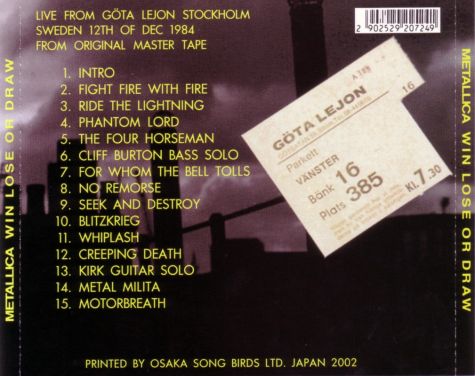 LIVE FROM GÖTA LEJON STOCKHOLM
SWEDEN 12TH OF DEC 1984
FROM ORIGINAL MASTER TAPE
1. INTRO
2. FIGHT FIRE WITH FIRE
3. RIDE THE LIGHTNING
4. PHANTOM LORD
5. THE FOUR HORSEMAN
6. CLIFF BURTON BASS SOLO
7. FOR WHOM THE BELL TOLLS
8. NO REMORSE
9. SEEK AND DESTROY
10. BLITZKRIEG
11. WHIPLASH
12. CREEPING DEATH
13. KIRK GUITAR SOLO
14. METAL MILITA
15. MOTORBREATH
PRINTED BY OSAKA SONG BIRDS LTD. JAPAN 2002
METALLICA WIN LOSE OR DRAW
METALLICA WIN LOSE OR DRAW
2 902529 207249
GÖTA LEJON
16
Parkett
VÄNSTER
Bänk 16
Plats 385
Kl. 7.30